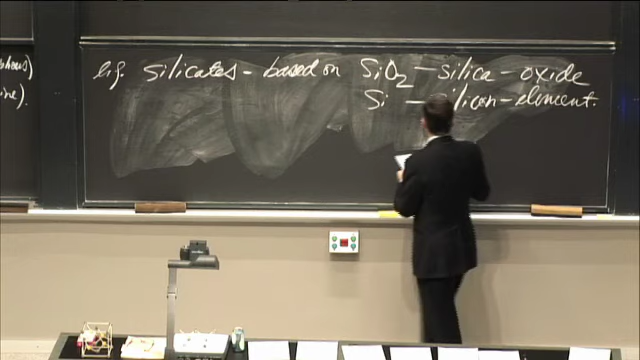 e.g. silicates - based on SiO2 - silica - oxide
Si - silicon - element.